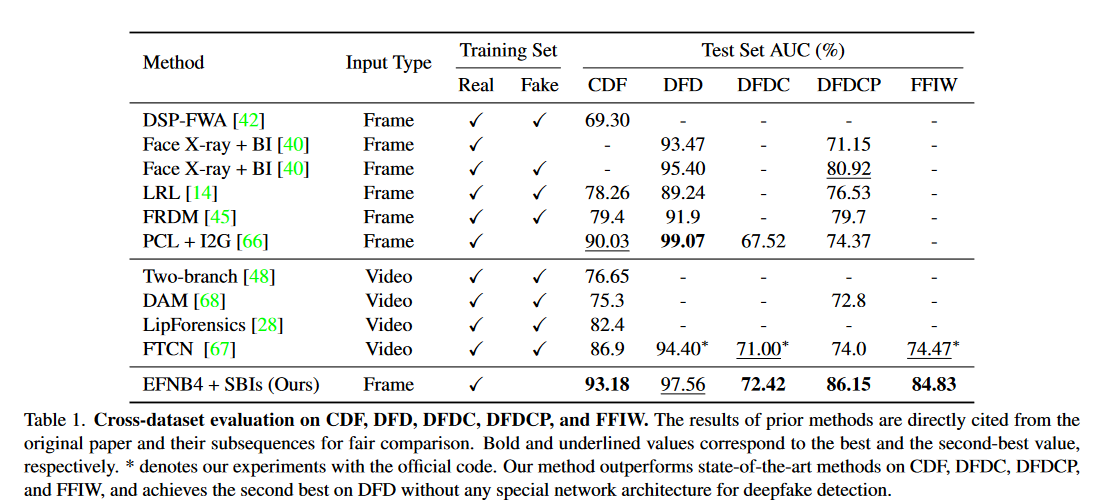 Method Input Type Training Set Test Set AUC (%)
Real Fake CDF DFD DFDC DFDCP FFIW
DSP-FWA [42] Frame ✓ ✓ 69.30 - - - -
Face X-ray + BI [40] Frame ✓ - 93.47 - 71.15 -
Face X-ray + BI [40] Frame ✓ ✓ - 95.40 - 80.92 -
LRL [14] Frame ✓ ✓ 78.26 89.24 - 76.53 -
FRDM [45] Frame ✓ ✓ 79.4 91.9 - 79.7 -
PCL + I2G [66] Frame ✓ 90.03 99.07 67.52 74.37 -
Two-branch [48] Video ✓ ✓ 76.65 - - - -
DAM [68] Video ✓ ✓ 75.3 - - 72.8 -
LipForensics [28] Video ✓ ✓ 82.4 - - - -
FTCN [67] Video ✓ ✓ 86.9 94.40* 71.00* 74.0 74.47*
EFNB4 + SBIs (Ours) Frame ✓ 93.18 97.56 72.42 86.15 84.83
Table 1. Cross-dataset evaluation on CDF, DFD, DFDC, DFDCP, and FFIW. The results of prior methods are directly cited from the
original paper and their subsequences for fair comparison. Bold and underlined values correspond to the best and the second-best value,
respectively. * denotes our experiments with the official code. Our method outperforms state-of-the-art methods on CDF, DFDC, DFDCP,
and FFIW, and achieves the second best on DFD without any special network architecture for deepfake detection.